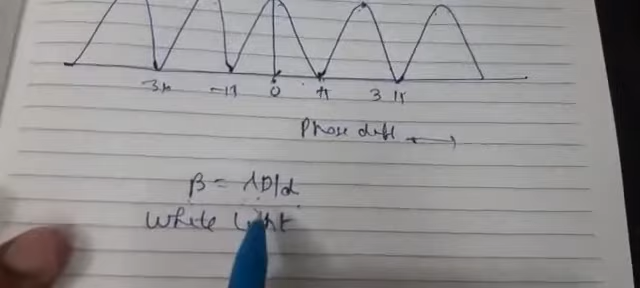 -3π -π 0 π 3π
Phase diff
β = λD/d
White light